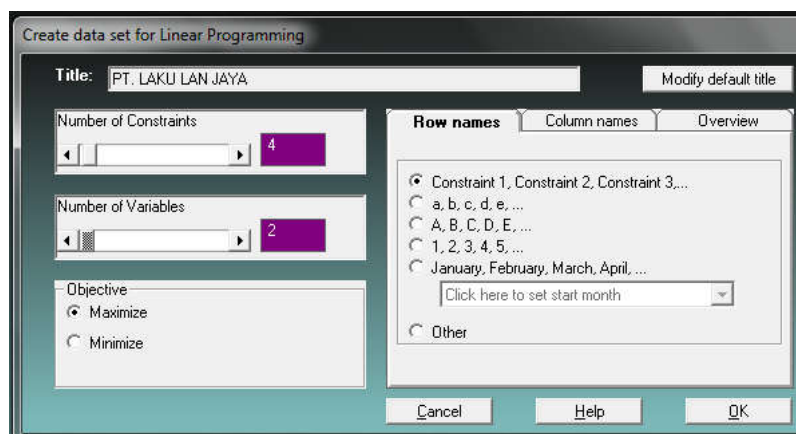 Create data set for Linear Programming
Title: PT. LAKU LAN JAYA
Modify default title
Number of Constraints
4
Number of Variables
2
Objective
Maximize
Minimize
Row names Column names Overview
Constraint 1, Constraint 2, Constraint 3,...
a, b, c, d, e, ...
A, B, C, D, E, ...
1, 2, 3, 4, 5, ...
January, February, March, April, ...
Click here to set start month
Other
Cancel Help OK